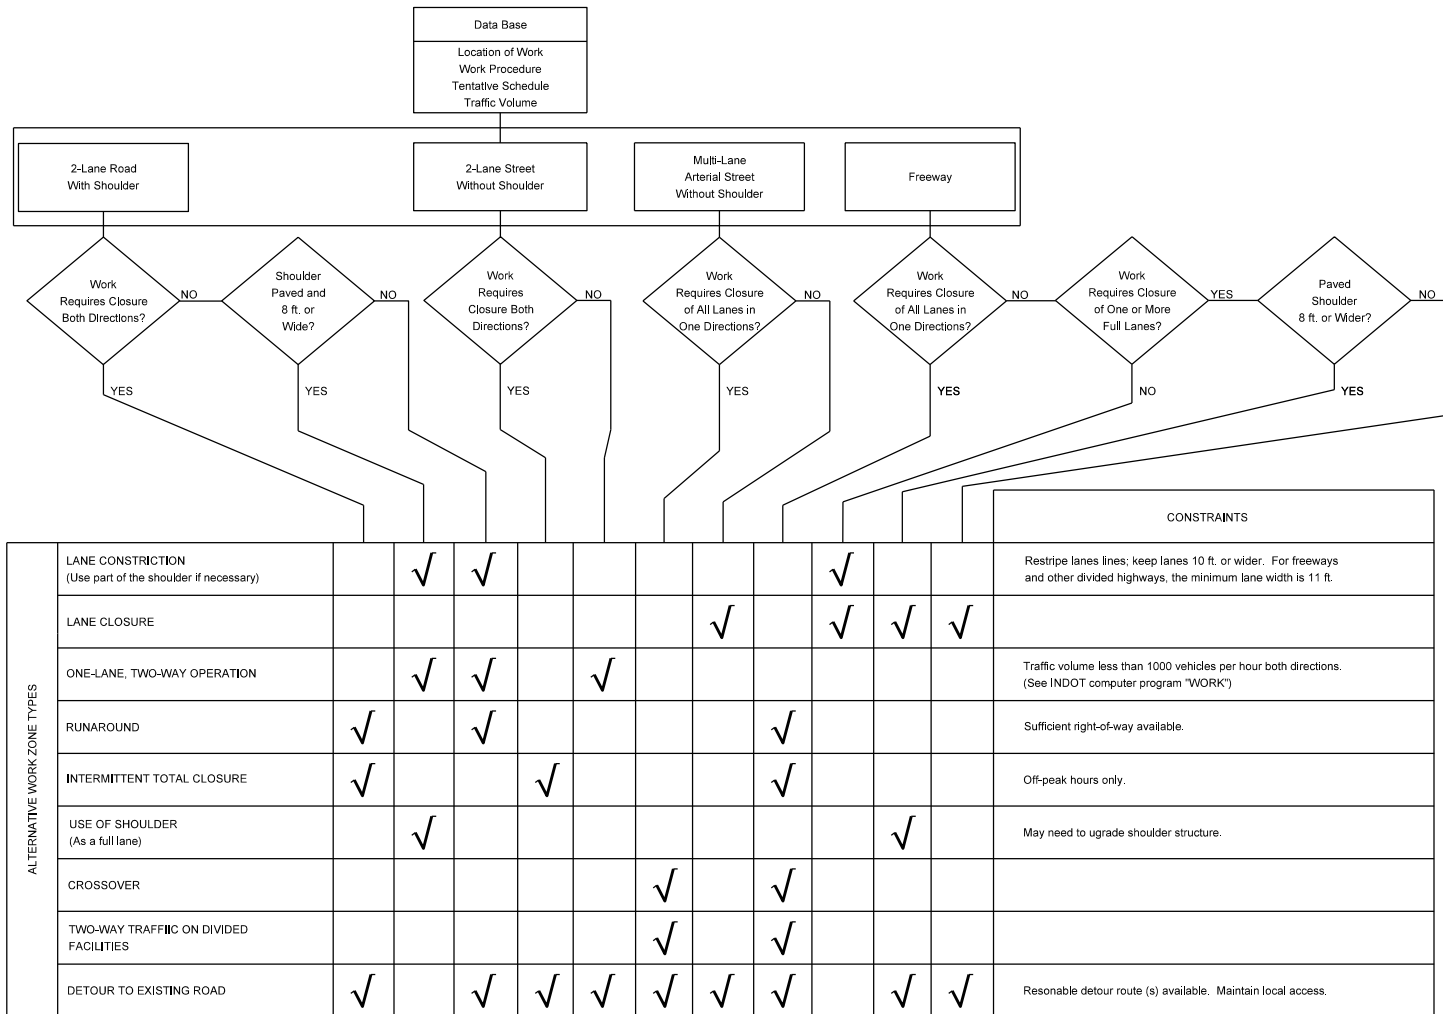 Data Base
Location of Work
Work Procedure
Tentative Schedule
Traffic Volume
2-Lane Road
With Shoulder
2-Lane Street
Without Shoulder
Multi-Lane
Arterial Street
Without Shoulder
Freeway
Work
Requires Closure
Both Directions?
NO
Shoulder
Paved and
8 ft. or
Wide?
NO
Work
Requires
Closure Both
Directions?
NO
Work
Requires Closure
of All Lanes in
One Directions?
NO
Work
Requires Closure
of All Lanes in
One Directions?
NO
Work
Requires Closure
of One or More
Full Lanes?
YES
Paved
Shoulder
8 ft. or Wider?
NO
YES
YES
YES
YES
YES
NO
YES
CONSTRAINTS
ALTERNATIVE WORK ZONE TYPES
LANE CONSTRICTION
(Use part of the shoulder if necessary)
√ √ √
Restripe lanes lines; keep lanes 10 ft. or wider. For freeways
and other divided highways, the minimum lane width is 11 ft.
LANE CLOSURE
√ √ √ √
ONE-LANE, TWO-WAY OPERATION
√ √ √
Traffic volume less than 1000 vehicles per hour both directions.
(See INDOT computer program "WORK")
RUNAROUND
√ √ √
Sufficient right-of-way available.
INTERMITTENT TOTAL CLOSURE
√ √ √
Off-peak hours only.
USE OF SHOULDER
(As a full lane)
√ √
May need to ugrade shoulder structure.
CROSSOVER
√ √
TWO-WAY TRAFFIIC ON DIVIDED
FACILITIES
√ √
DETOUR TO EXISTING ROAD
√ √ √ √ √ √ √ √ √
Resonable detour route (s) available. Maintain local access.